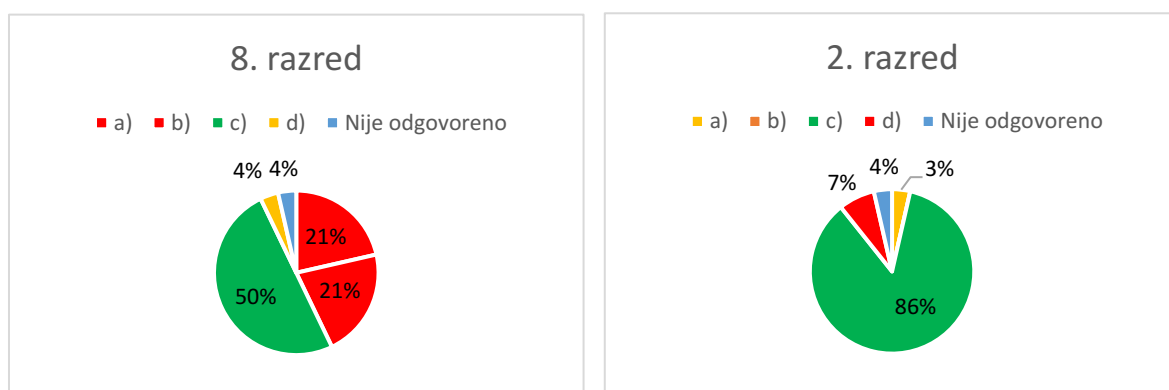 8. razred
a) b) c) d) Nije odgovoreno
4% 4%
21%
50% 21%
2. razred
a) b) c) d) Nije odgovoreno
7% 4% 3%
86%